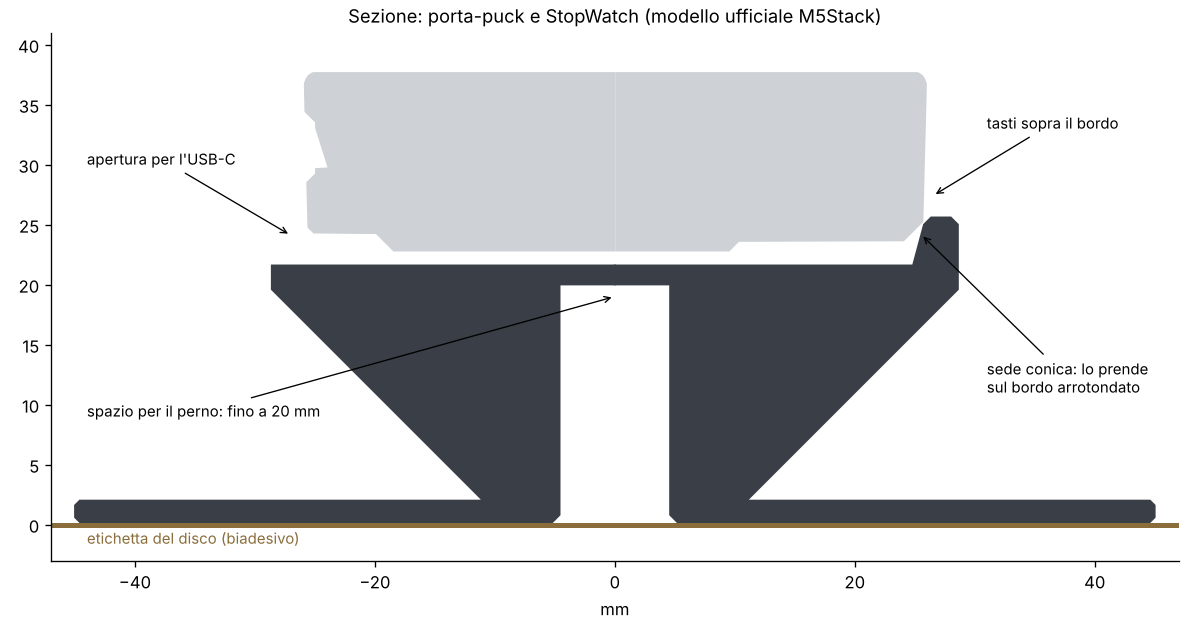 Sezione: porta-puck e StopWatch (modello ufficiale M5Stack)
40
35
30
25
20
15
10
5
0
apertura per l'USB-C
tasti sopra il bordo
sede conica: lo prende
sul bordo arrotondato
spazio per il perno: fino a 20 mm
etichetta del disco (biadesivo)
−40
−20
0
20
40
mm